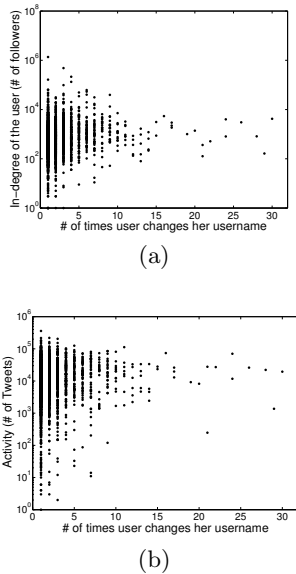 10^8
10^6
10^4
10^2
10^0
In−degree of the user (# of followers)
0 5 10 15 20 25 30
# of times user changes her username
(a)
10^6
10^5
10^4
10^3
10^2
10^1
10^0
Activity (# of Tweets)
0 5 10 15 20 25 30
# of times user changes her username
(b)